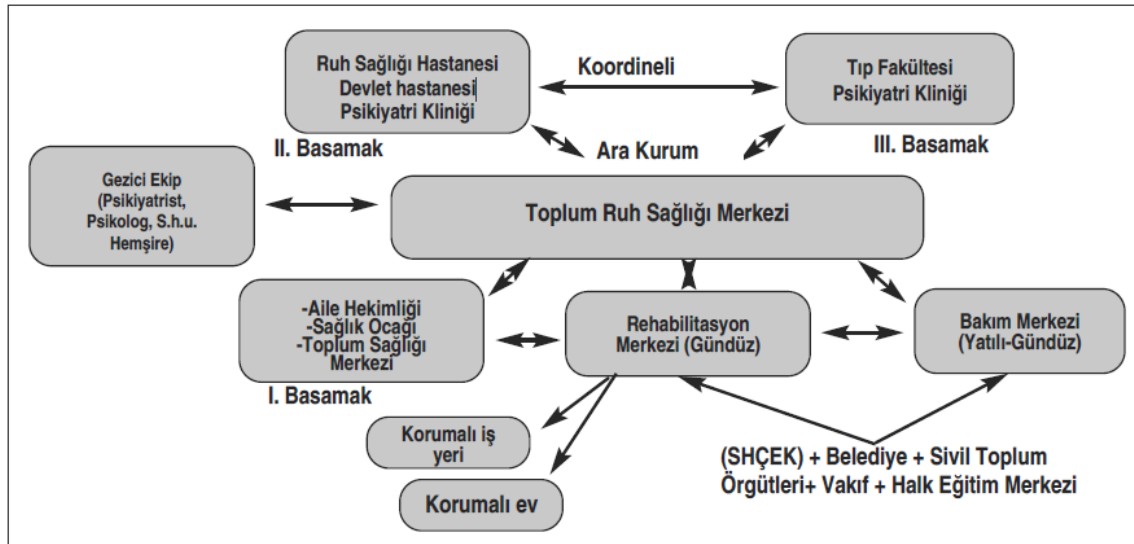 Ruh Sağlığı Hastanesi
Devlet hastanesi
Psikiyatri Kliniği
Koordineli
Tıp Fakültesi
Psikiyatri Kliniği
II. Basamak
Ara Kurum
III. Basamak
Gezici Ekip
(Psikiyatrist,
Psikolog, S.h.u.
Hemşire)
Toplum Ruh Sağlığı Merkezi
-Aile Hekimliği
-Sağlık Ocağı
-Toplum Sağlığı
Merkezi
Rehabilitasyon
Merkezi (Gündüz)
Bakım Merkezi
(Yatılı-Gündüz)
I. Basamak
Korumalı iş
yeri
Korumalı ev
(SHÇEK) + Belediye + Sivil Toplum
Örgütleri+ Vakıf + Halk Eğitim Merkezi